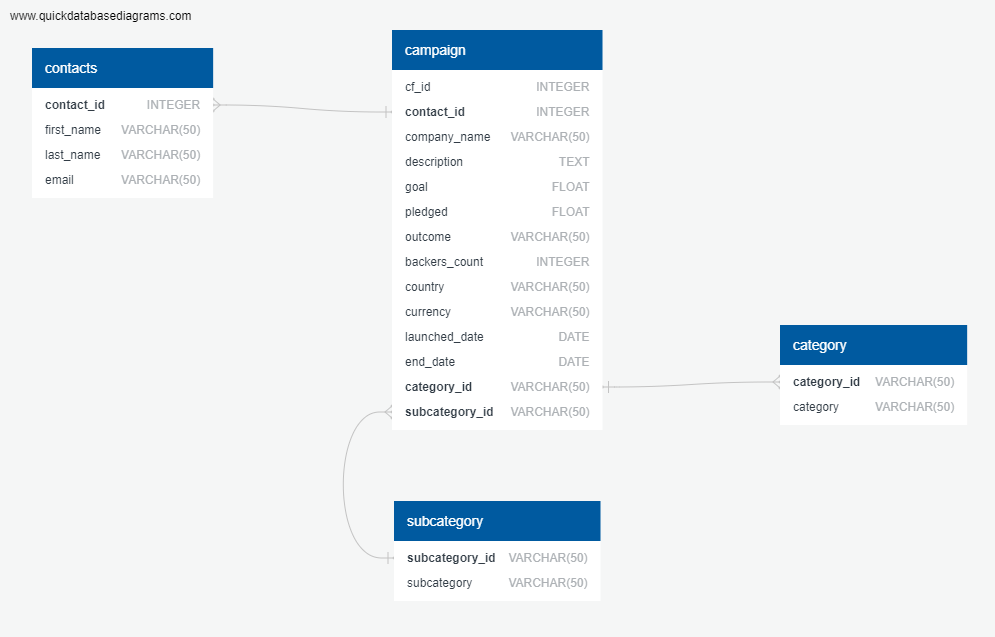 www.quickdatabasediagrams.com
contacts
contact_id INTEGER
first_name VARCHAR(50)
last_name VARCHAR(50)
email VARCHAR(50)
campaign
cf_id INTEGER
contact_id INTEGER
company_name VARCHAR(50)
description TEXT
goal FLOAT
pledged FLOAT
outcome VARCHAR(50)
backers_count INTEGER
country VARCHAR(50)
currency VARCHAR(50)
launched_date DATE
end_date DATE
category_id VARCHAR(50)
subcategory_id VARCHAR(50)
category
category_id VARCHAR(50)
category VARCHAR(50)
subcategory
subcategory_id VARCHAR(50)
subcategory VARCHAR(50)